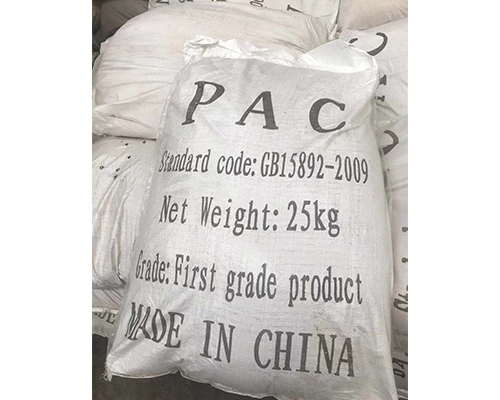 PAC
Standard code:GB15892-2009
Net Weight:25kg
Grade:First grade product
MADE IN CHINA